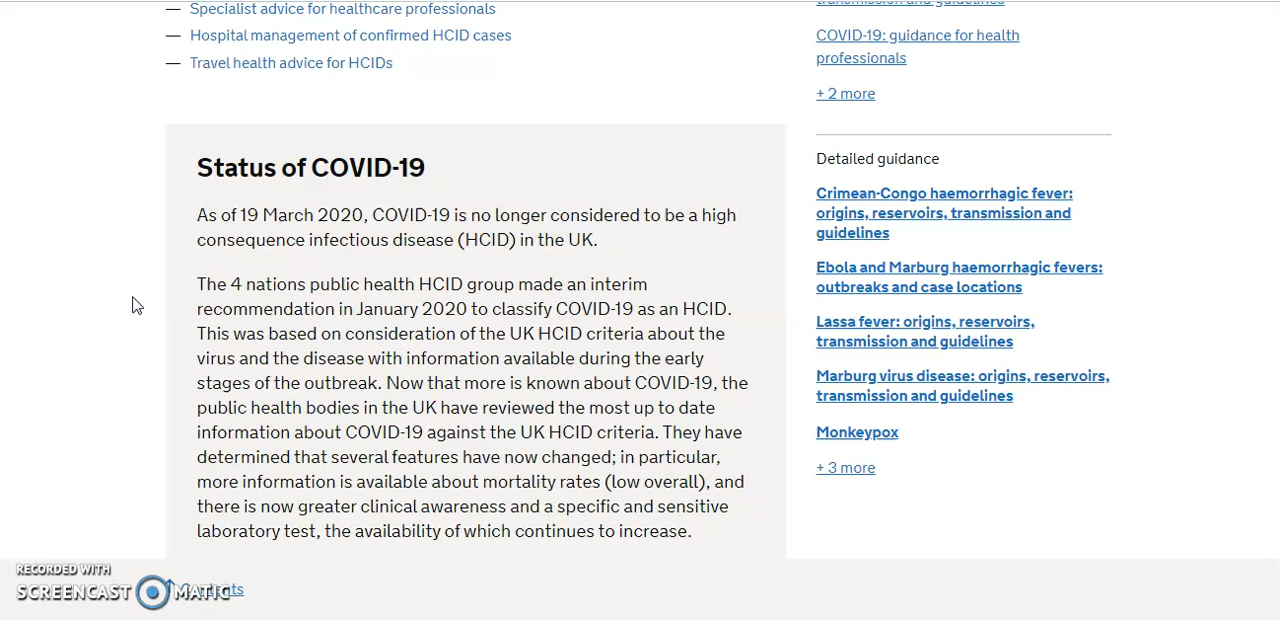 — Specialist advice for healthcare professionals
— Hospital management of confirmed HCID cases
— Travel health advice for HCIDs
Status of COVID-19
As of 19 March 2020, COVID-19 is no longer considered to be a high
consequence infectious disease (HCID) in the UK.
The 4 nations public health HCID group made an interim
recommendation in January 2020 to classify COVID-19 as an HCID.
This was based on consideration of the UK HCID criteria about the
virus and the disease with information available during the early
stages of the outbreak. Now that more is known about COVID-19, the
public health bodies in the UK have reviewed the most up to date
information about COVID-19 against the UK HCID criteria. They have
determined that several features have now changed; in particular,
more information is available about mortality rates (low overall), and
there is now greater clinical awareness and a specific and sensitive
laboratory test, the availability of which continues to increase.
transmission and guidelines
COVID-19: guidance for health
professionals
+ 2 more
Detailed guidance
Crimean-Congo haemorrhagic fever:
origins, reservoirs, transmission and
guidelines
Ebola and Marburg haemorrhagic fevers:
outbreaks and case locations
Lassa fever: origins, reservoirs,
transmission and guidelines
Marburg virus disease: origins, reservoirs,
transmission and guidelines
Monkeypox
+ 3 more
RECORDED WITH
SCREENCAST MATIC